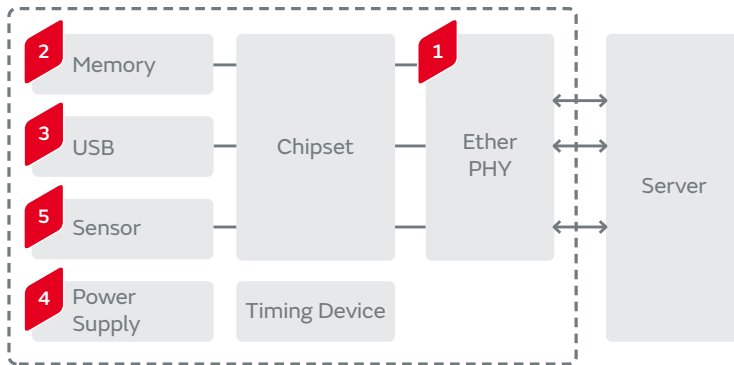 2
Memory
1
3
USB
Chipset
Ether
PHY
Server
5
Sensor
4
Power
Supply
Timing Device